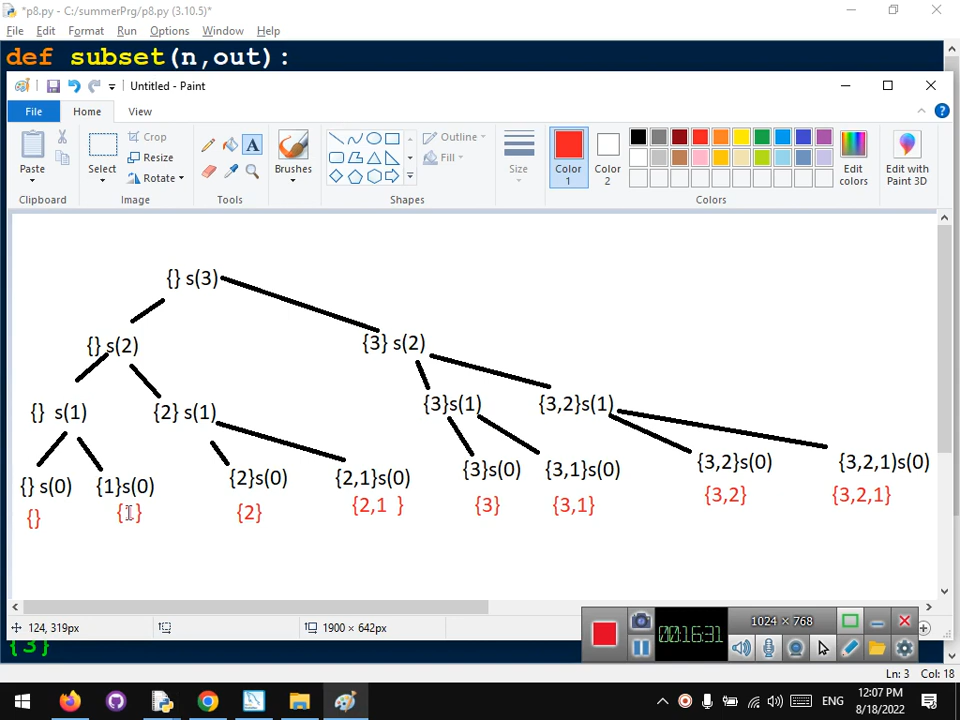 *p8.py - C:/summerPrg/p8.py (3.10.5)*
File Edit Format Run Options Window Help
def subset(n,out):
Untitled - Paint
File Home View
Paste Select Crop Resize Rotate Brushes Outline Fill Size Color 1 Color 2 Edit colors Edit with Paint 3D
Clipboard Image Tools Shapes Colors
{} s(3)
{} s(2) {3} s(2)
{} s(1) {2} s(1) {3}s(1) {3,2}s(1)
{} s(0) {1}s(0) {2}s(0) {2,1}s(0) {3}s(0) {3,1}s(0) {3,2}s(0) {3,2,1)s(0)
{} {1} {2} {2,1 } {3} {3,1} {3,2} {3,2,1}
124, 319px 1900 × 642px
00:16:31 1024 × 768
{3}
Ln: 3 Col: 18
ENG 12:07 PM
8/18/2022